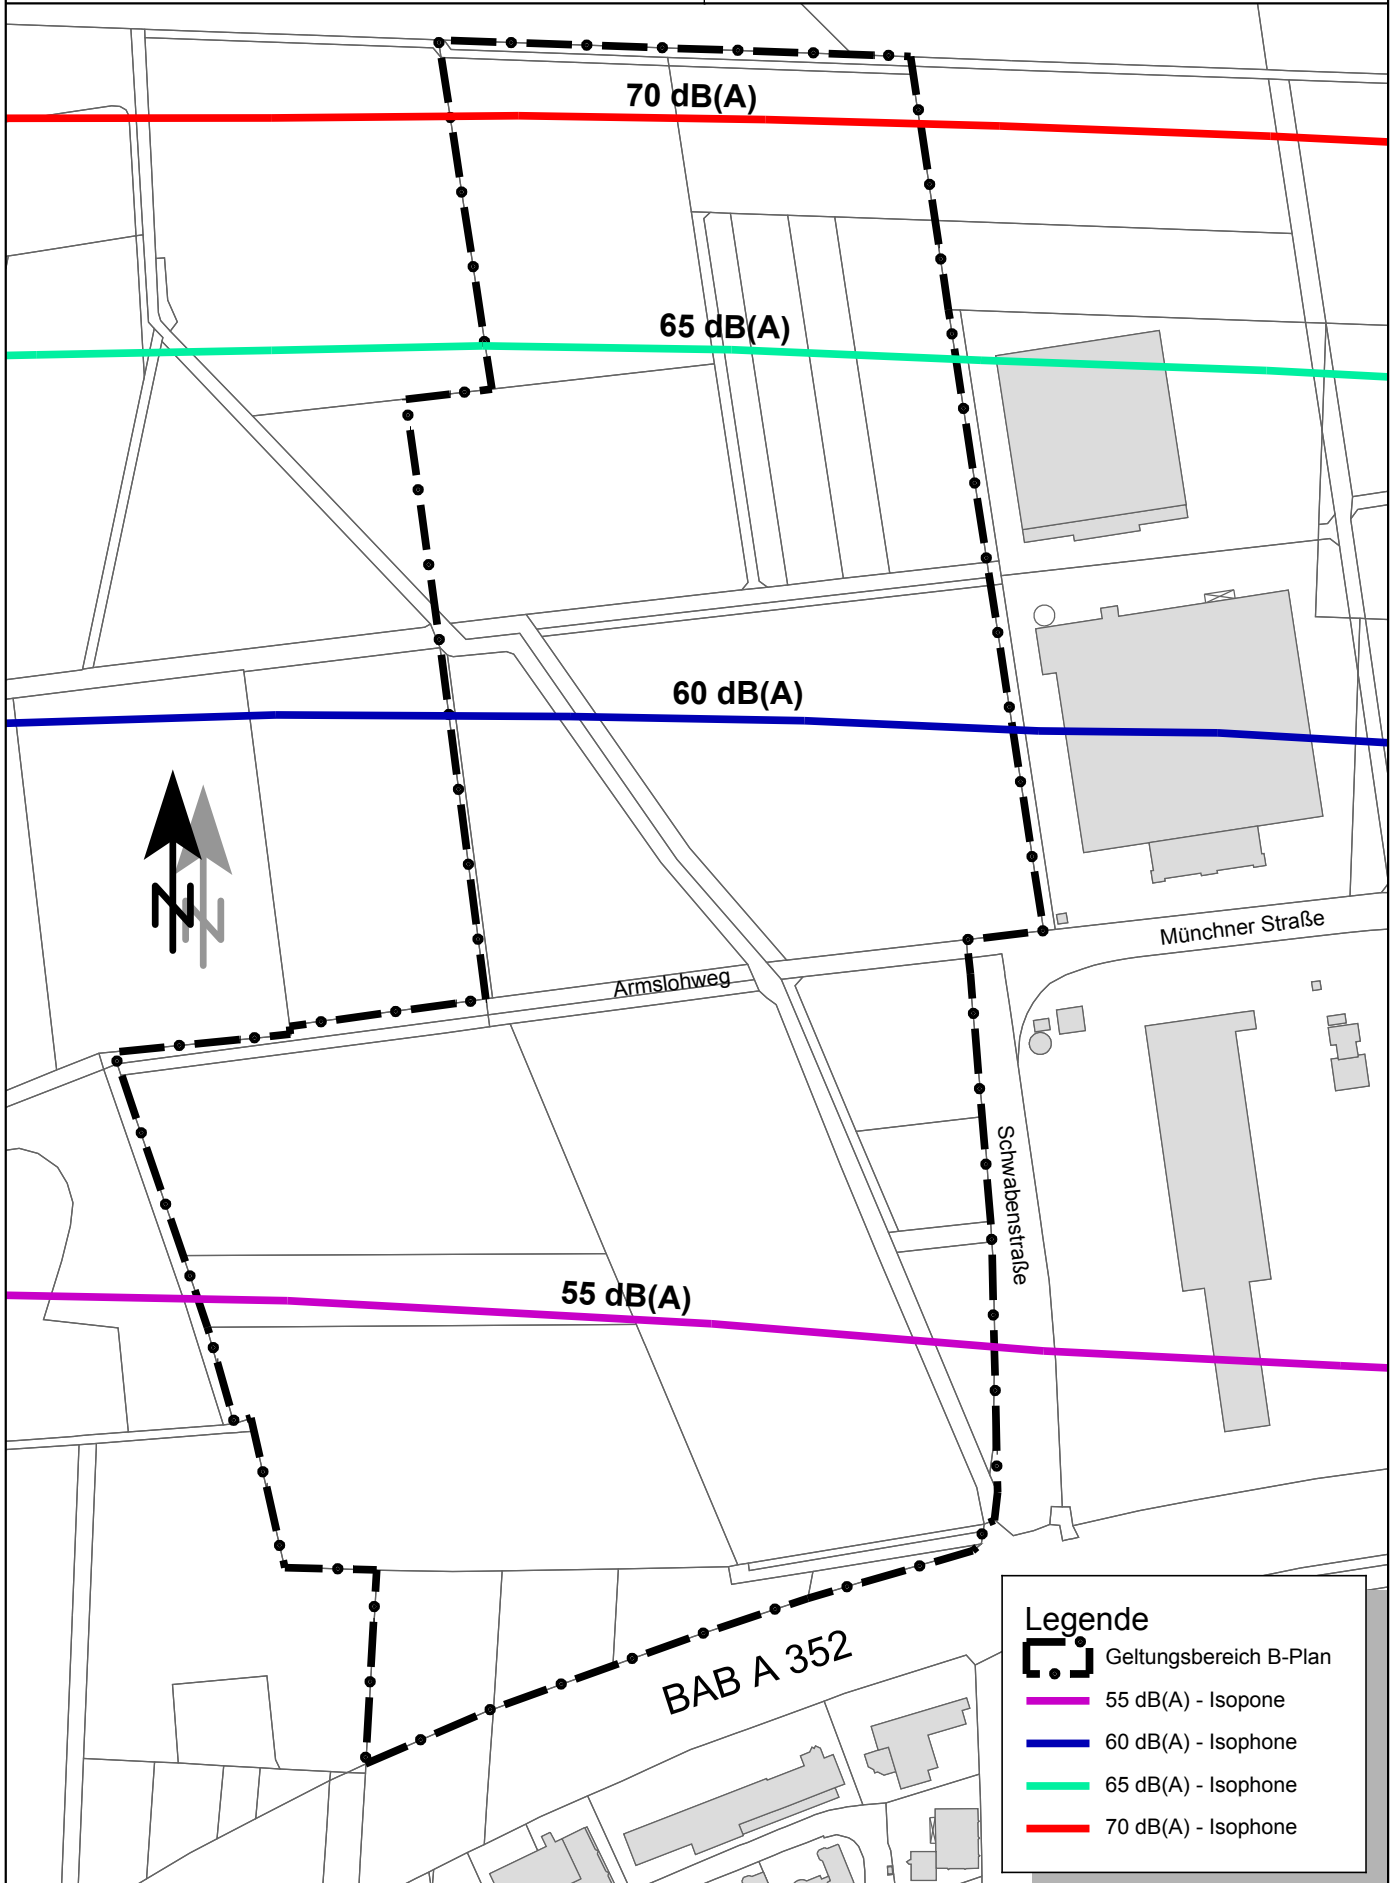 70 dB(A)
65 dB(A)
60 dB(A)
N
Münchner Straße
Armslohweg
Schwabenstraße
55 dB(A)
BAB A 352
Legende
Geltungsbereich B-Plan
55 dB(A) - Isopone
60 dB(A) - Isophone
65 dB(A) - Isophone
70 dB(A) - Isophone